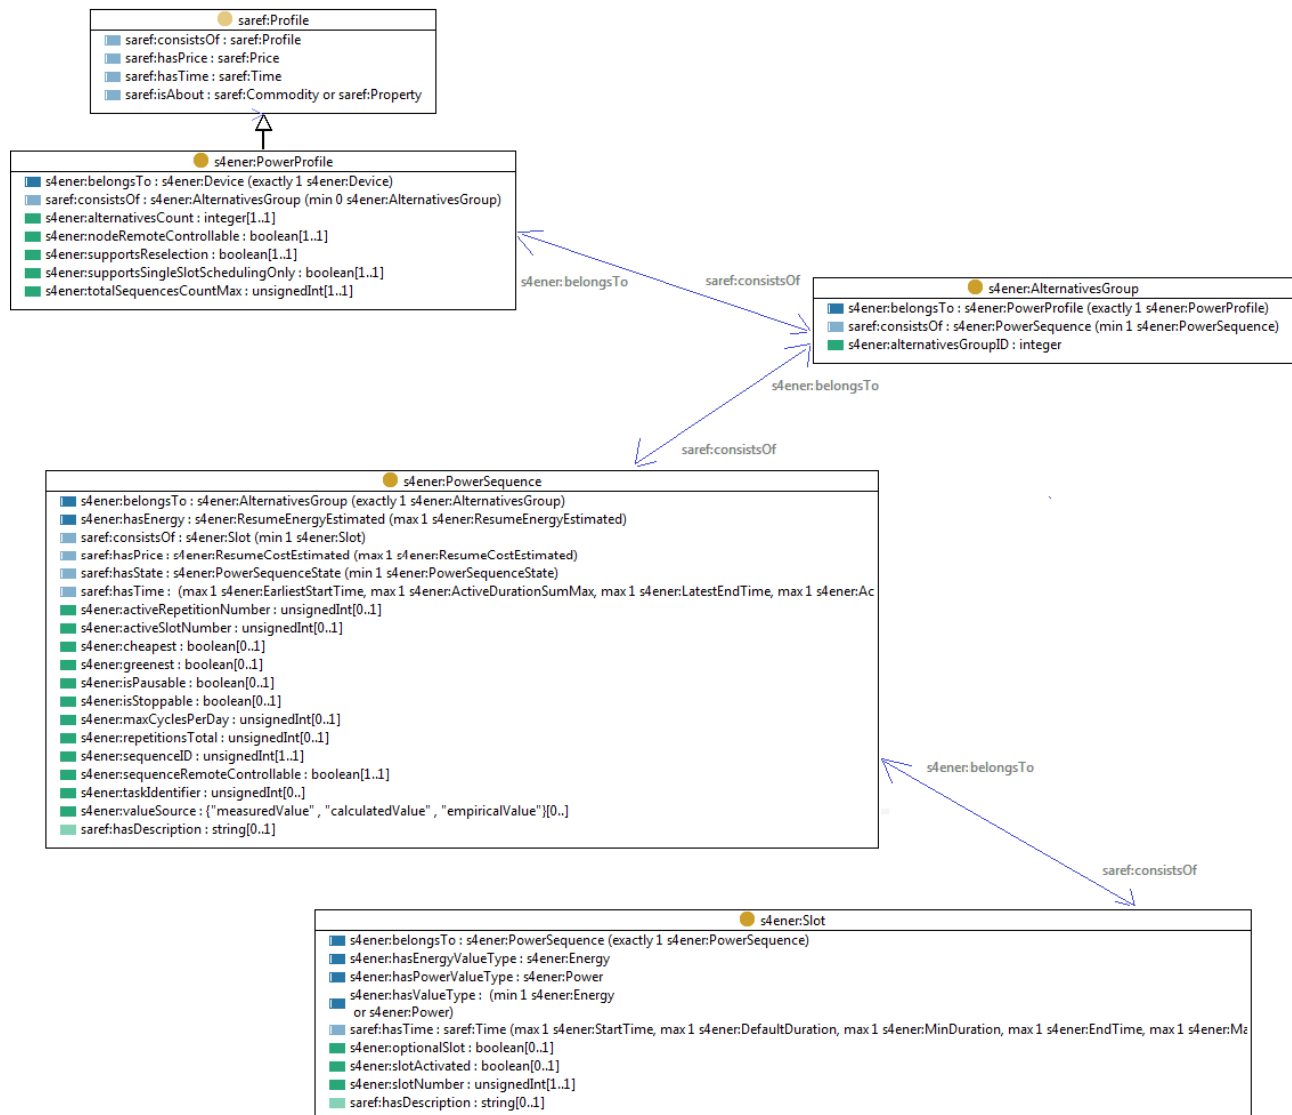 saref:Profile
saref:consistsOf : saref:Profile
saref:hasPrice : saref:Price
saref:hasTime : saref:Time
saref:isAbout : saref:Commodity or saref:Property
s4ener:PowerProfile
s4ener:belongsTo : s4ener:Device (exactly 1 s4ener:Device)
saref:consistsOf : s4ener:AlternativesGroup (min 0 s4ener:AlternativesGroup)
s4ener:alternativesCount : integer[1..1]
s4ener:nodeRemoteControllable : boolean[1..1]
s4ener:supportsReselection : boolean[1..1]
s4ener:supportsSingleSlotSchedulingOnly : boolean[1..1]
s4ener:totalSequencesCountMax : unsignedInt[1..1]
s4ener:belongsTo
saref:consistsOf
s4ener:AlternativesGroup
s4ener:belongsTo : s4ener:PowerProfile (exactly 1 s4ener:PowerProfile)
saref:consistsOf : s4ener:PowerSequence (min 1 s4ener:PowerSequence)
s4ener:alternativesGroupID : integer
s4ener:belongsTo
saref:consistsOf
s4ener:PowerSequence
s4ener:belongsTo : s4ener:AlternativesGroup (exactly 1 s4ener:AlternativesGroup)
s4ener:hasEnergy : s4ener:ResumeEnergyEstimated (max 1 s4ener:ResumeEnergyEstimated)
saref:consistsOf : s4ener:Slot (min 1 s4ener:Slot)
saref:hasPrice : s4ener:ResumeCostEstimated (max 1 s4ener:ResumeCostEstimated)
saref:hasState : s4ener:PowerSequenceState (min 1 s4ener:PowerSequenceState)
saref:hasTime : (max 1 s4ener:EarliestStartTime, max 1 s4ener:ActiveDurationSumMax, max 1 s4ener:LatestEndTime, max 1 s4ener:Ac
s4ener:activeRepetitionNumber : unsignedInt[0..1]
s4ener:activeSlotNumber : unsignedInt[0..1]
s4ener:cheapest : boolean[0..1]
s4ener:greenest : boolean[0..1]
s4ener:isPausable : boolean[0..1]
s4ener:isStoppable : boolean[0..1]
s4ener:maxCyclesPerDay : unsignedInt[0..1]
s4ener:repetitionsTotal : unsignedInt[0..1]
s4ener:sequenceID : unsignedInt[1..1]
s4ener:sequenceRemoteControllable : boolean[1..1]
s4ener:taskIdentifier : unsignedInt[0..]
s4ener:valueSource : {"measuredValue" , "calculatedValue" , "empiricalValue"}[0..]
saref:hasDescription : string[0..1]
s4ener:belongsTo
saref:consistsOf
s4ener:Slot
s4ener:belongsTo : s4ener:PowerSequence (exactly 1 s4ener:PowerSequence)
s4ener:hasEnergyValueType : s4ener:Energy
s4ener:hasPowerValueType : s4ener:Power
s4ener:hasValueType : (min 1 s4ener:Energy
or s4ener:Power)
saref:hasTime : saref:Time (max 1 s4ener:StartTime, max 1 s4ener:DefaultDuration, max 1 s4ener:MinDuration, max 1 s4ener:EndTime, max 1 s4ener:Ma
s4ener:optionalSlot : boolean[0..1]
s4ener:slotActivated : boolean[0..1]
s4ener:slotNumber : unsignedInt[1..1]
saref:hasDescription : string[0..1]